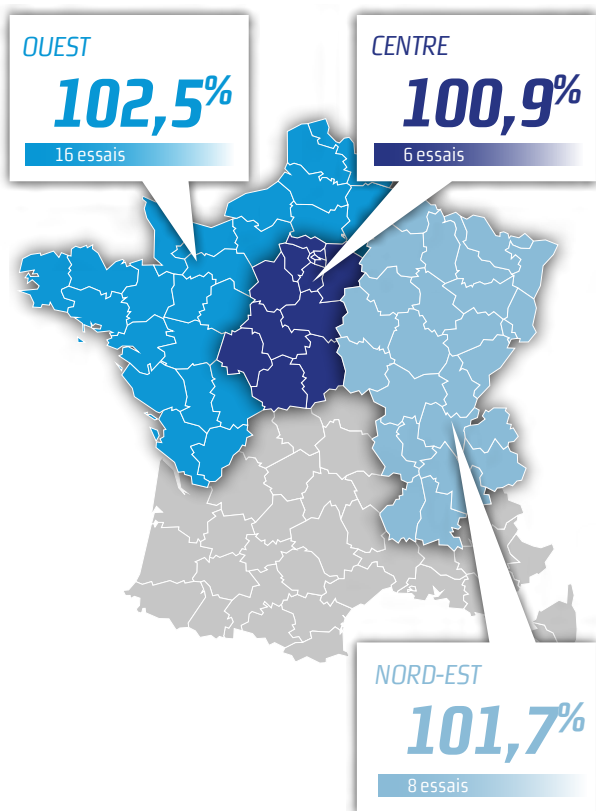 OUEST
102,5%
16 essais
CENTRE
100,9%
6 essais
NORD-EST
101,7%
8 essais